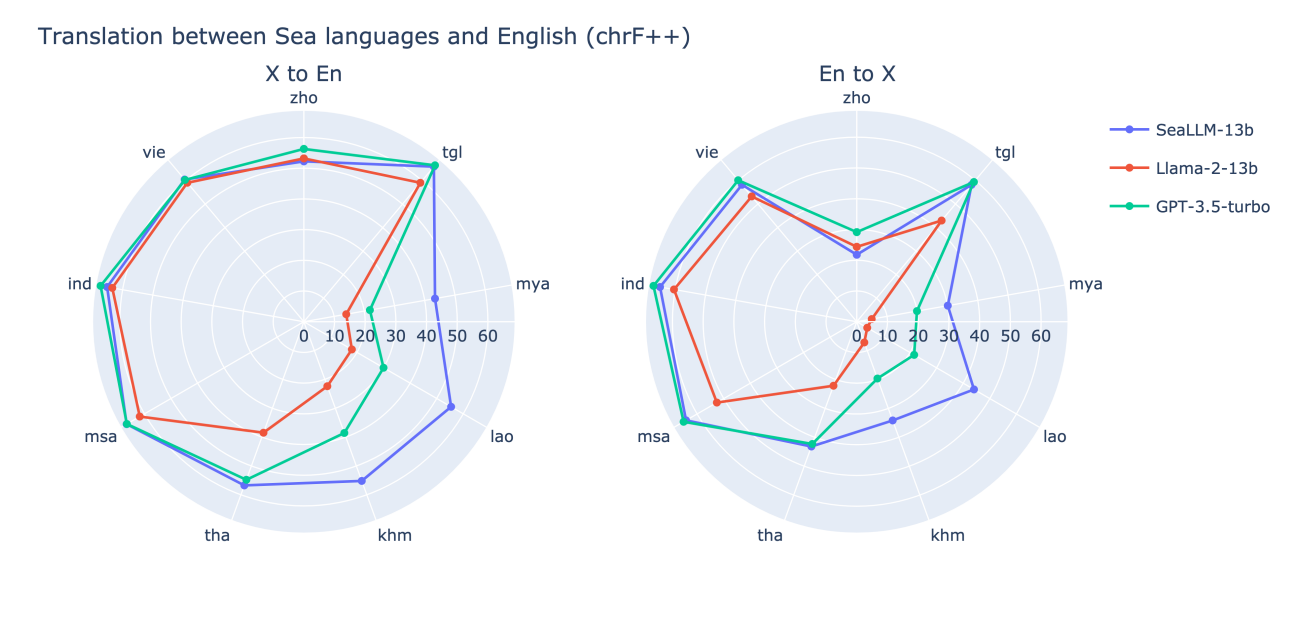 Translation between Sea languages and English (chrF++)
X to En
En to X
zho
tgl
mya
lao
khm
tha
msa
ind
vie
0 10 20 30 40 50 60
zho
tgl
mya
lao
khm
tha
msa
ind
vie
0 10 20 30 40 50 60
SeaLLM-13b
Llama-2-13b
GPT-3.5-turbo